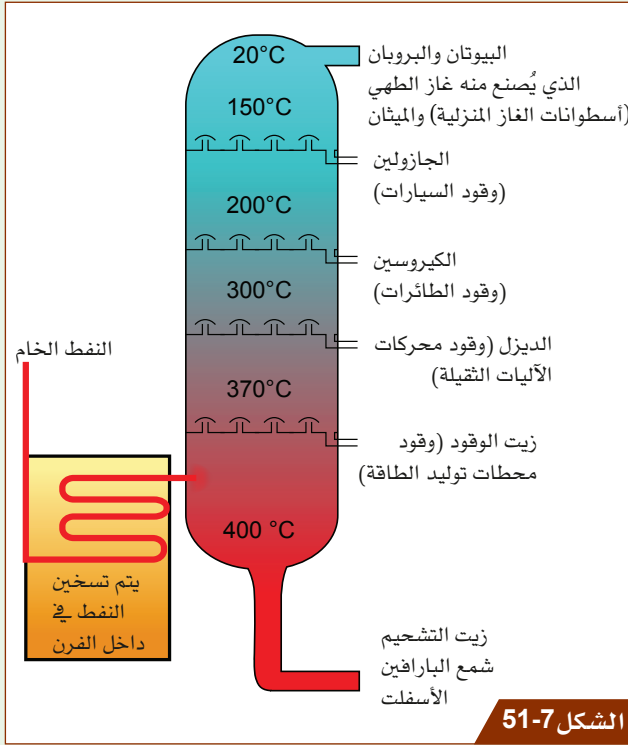 20°C
البيوتان والبروبان
الذي يُصنع منه غاز الطهي
(أسطوانات الغاز المنزلية) والميثان
150°C
الجازولين
(وقود السيارات)
200°C
الكيروسين
(وقود الطائرات)
300°C
الديزل (وقود محركات
الآليات الثقيلة)
النفط الخام
370°C
زيت الوقود (وقود
محطات توليد الطاقة)
400 °C
يتم تسخين
النفط في
داخل الفرن
زيت التشحيم
شمع البارافين
الأسفلت
الشكل 7-51